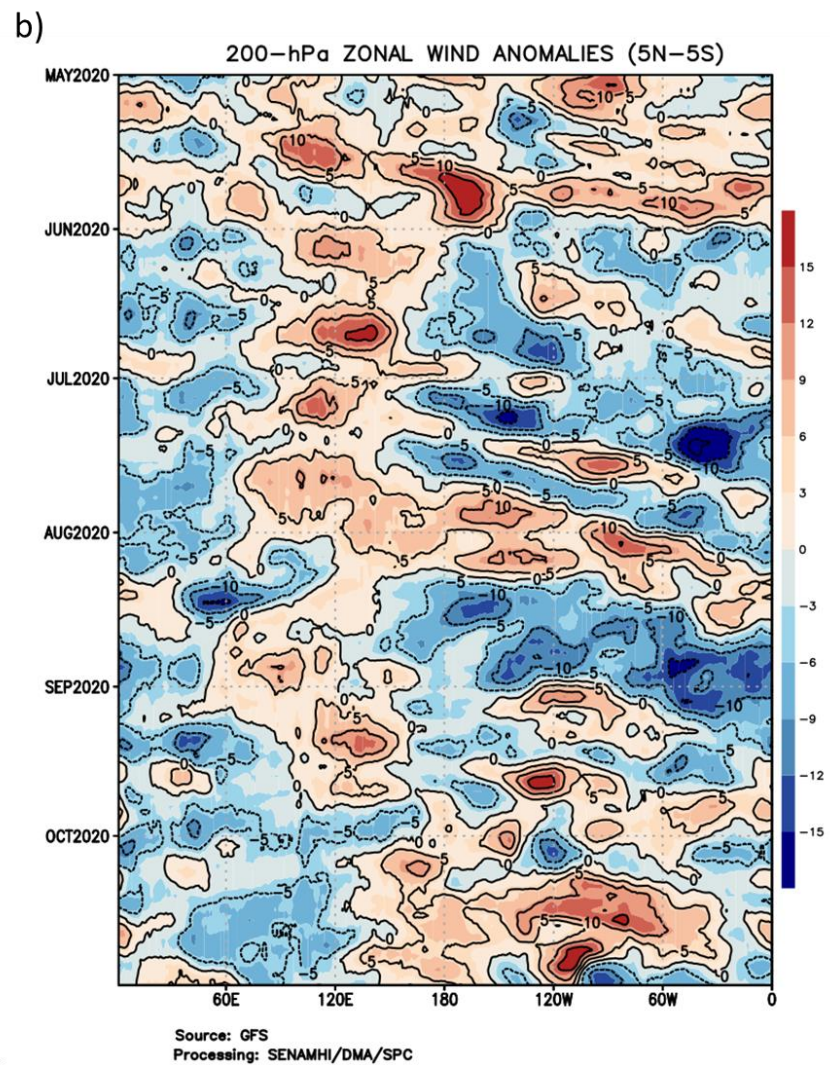 b)
200-hPa ZONAL WIND ANOMALIES (5N-5S)
MAY2020
JUN2020
JUL2020
AUG2020
SEP2020
OCT2020
60E 120E 180 120W 60W 0
15
12
9
6
3
0
-3
-6
-9
-12
-15
Source: GFS
Processing: SENAMHI/DMA/SPC